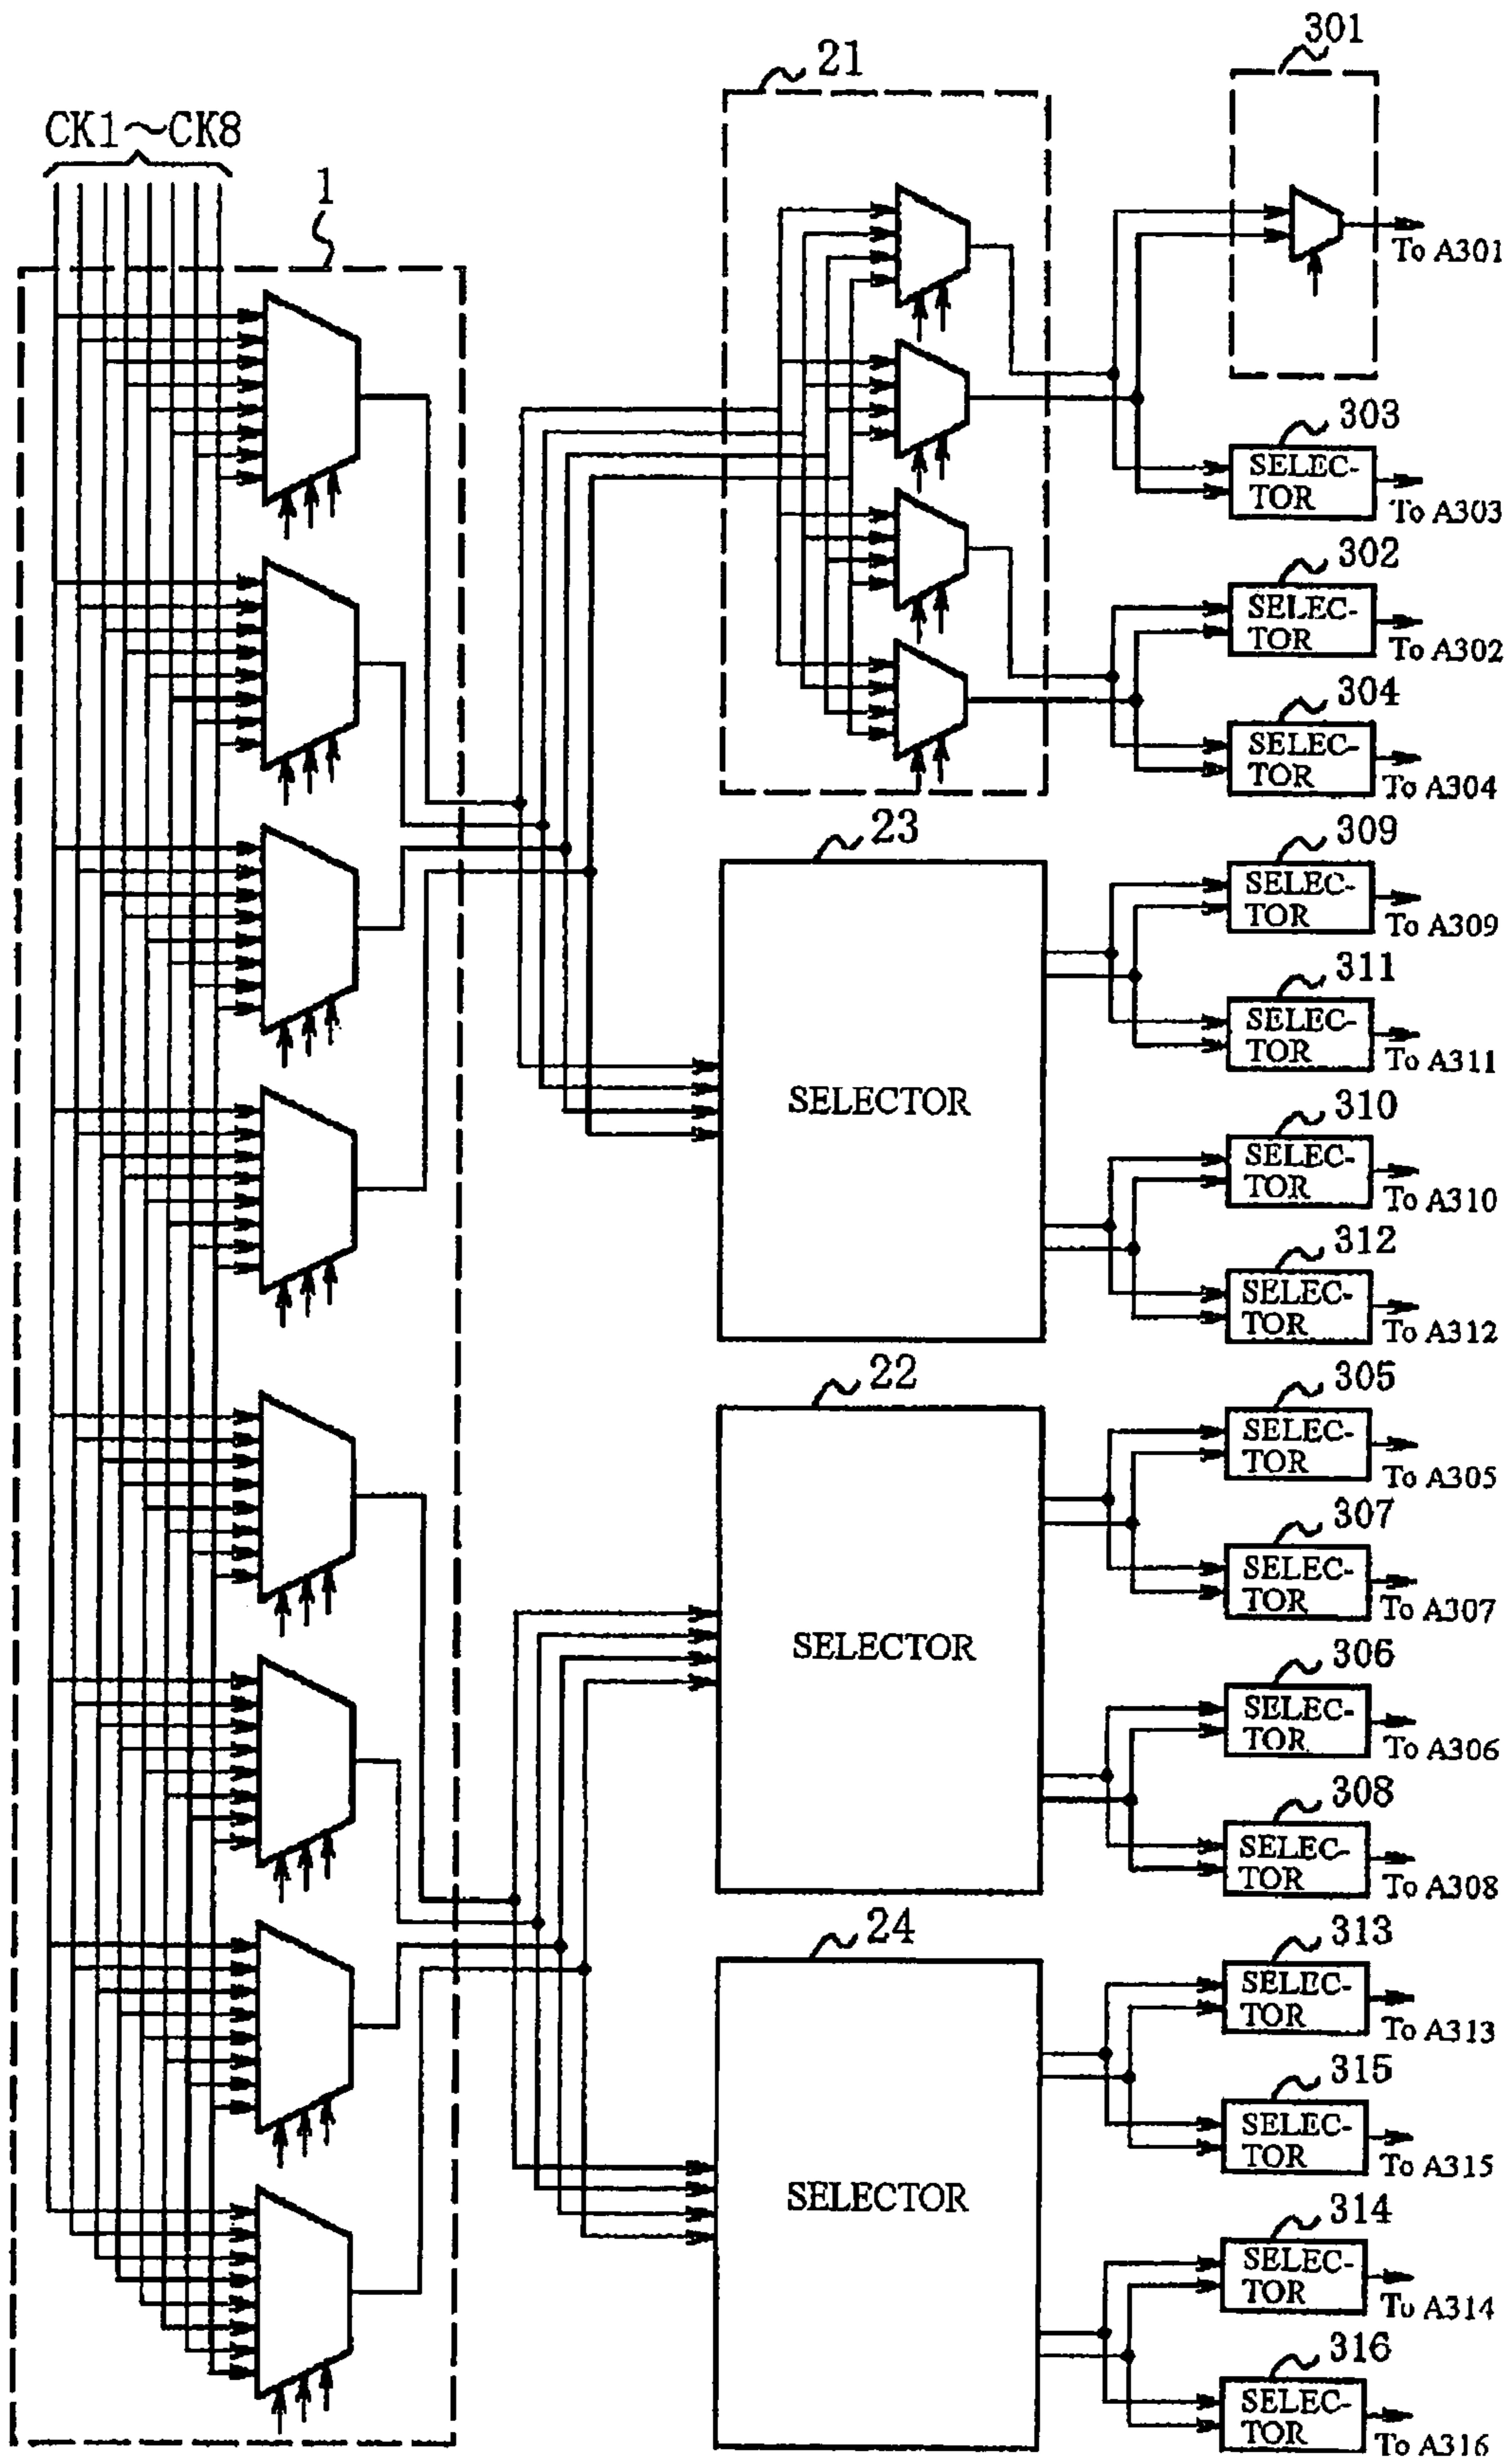 301
21
CK1~CK8
To A301
1
303
SELEC-
TOR
To A303
302
SELEC-
TOR
To A302
304
SELEC-
TOR
To A304
23
SELECTOR
309
SELEC-
TOR
To A309
311
SELEC-
TOR
To A311
310
SELEC-
TOR
To A310
312
SELEC-
TOR
To A312
22
SELECTOR
305
SELEC-
TOR
To A305
307
SELEC-
TOR
To A307
306
SELEC-
TOR
To A306
308
SELEC-
TOR
To A308
24
SELECTOR
313
SELEC-
TOR
To A313
315
SELEC-
TOR
To A315
314
SELEC-
TOR
To A314
316
SELEC-
TOR
To A316